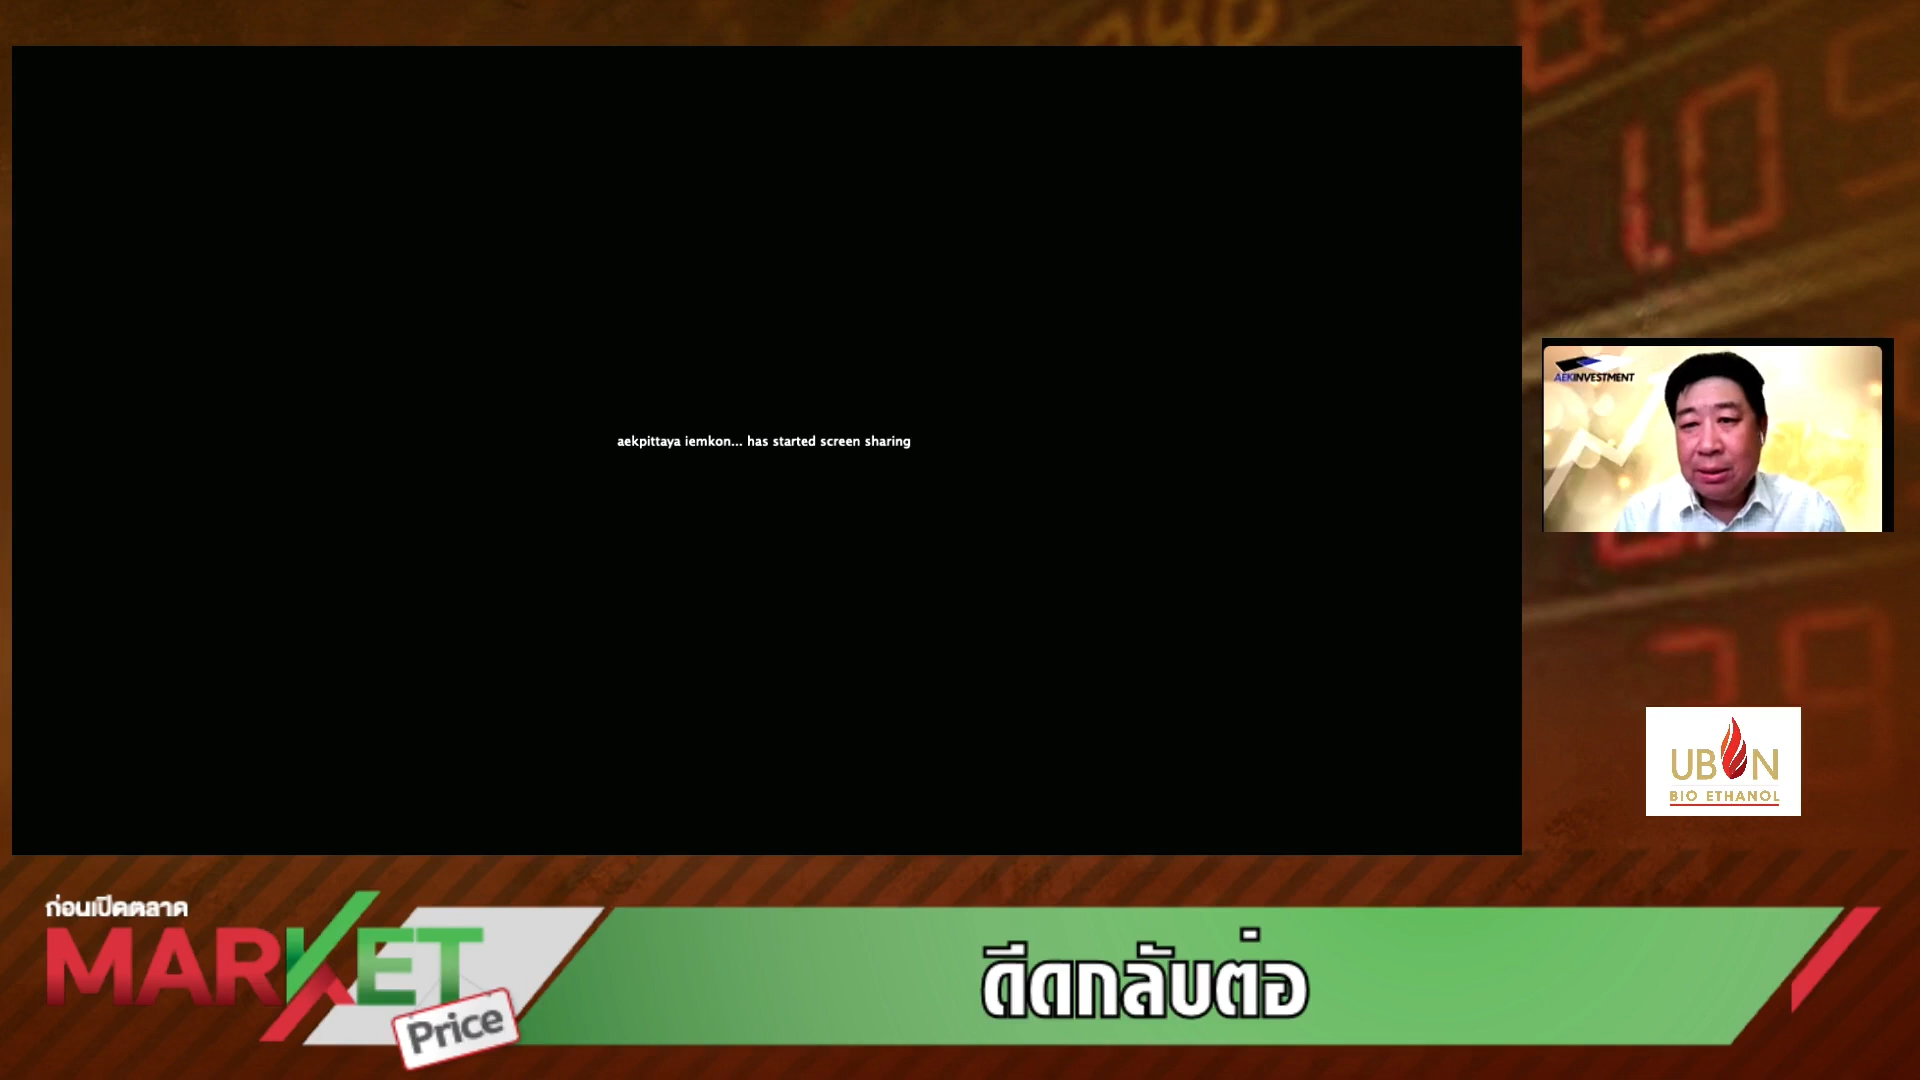 aekpittaya iemkon... has started screen sharing
AEKINVESTMENT
UBON
BIO ETHANOL
ก่อนเปิดตลาด
MARKET
Price
ดีดกลับต่อ